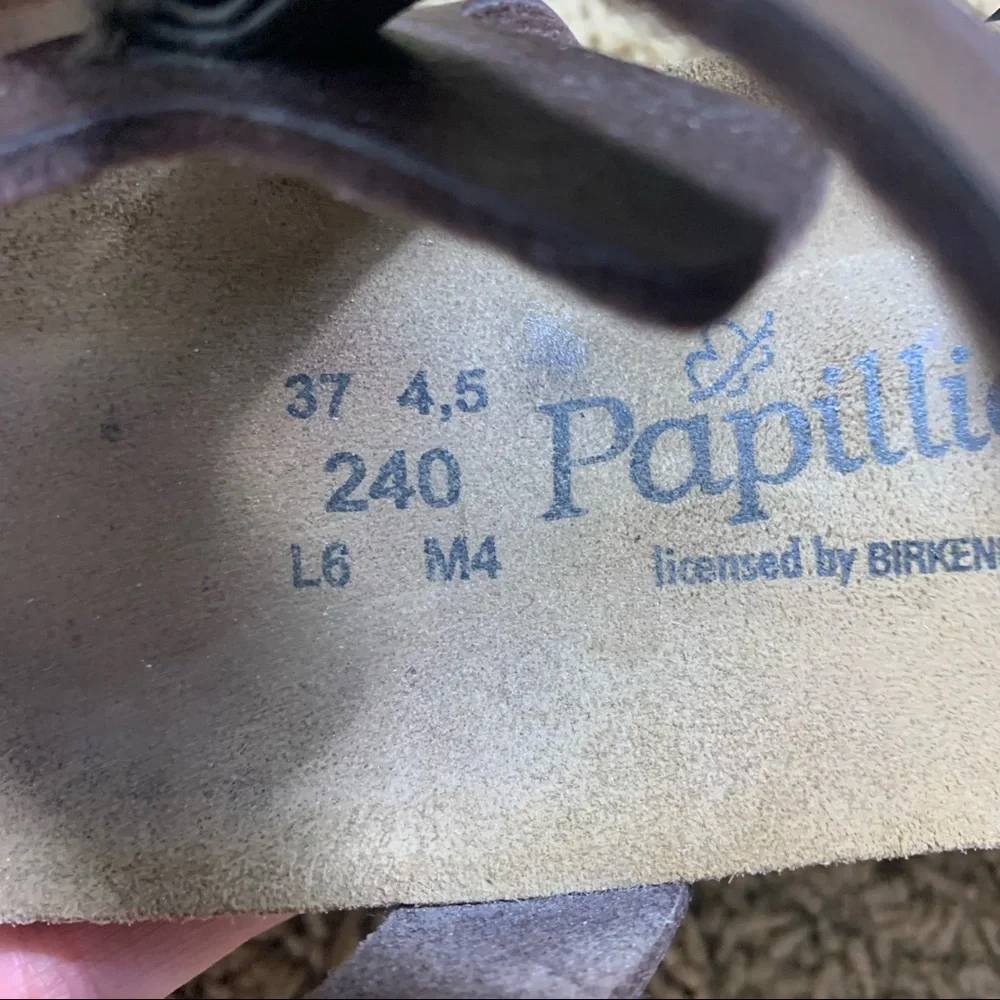 37 4,5
240
L6 M4
Papilli
licensed by BIRKEN